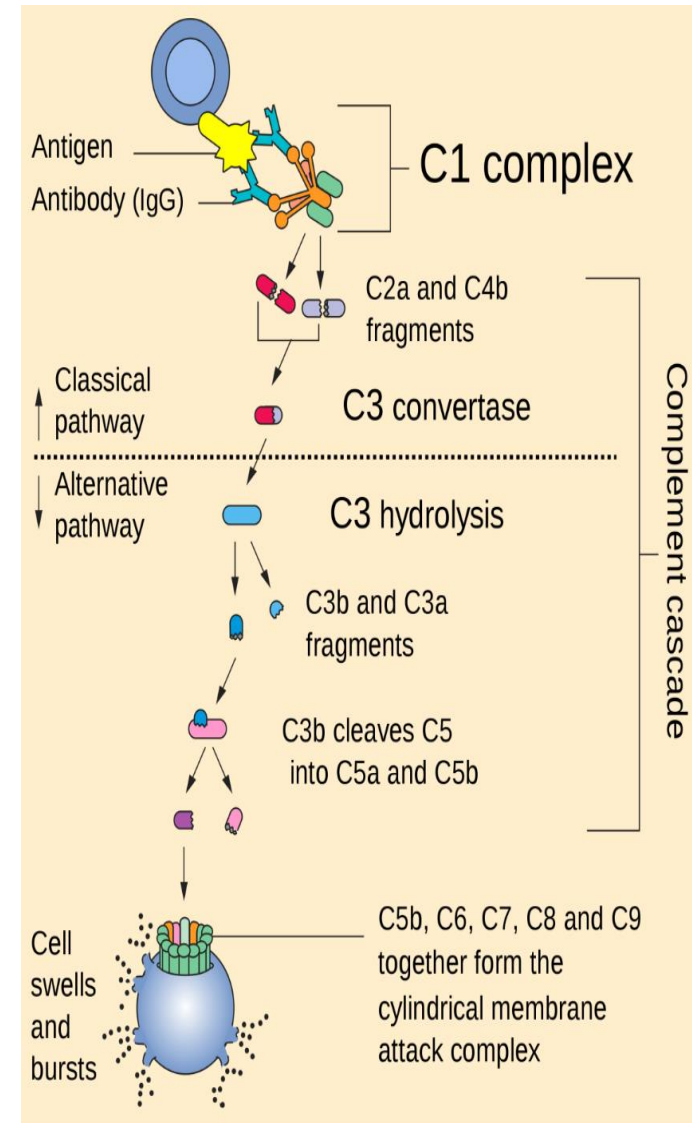 Antigen
Antibody (IgG)
C1 complex
C2a and C4b
fragments
Classical
pathway
C3 convertase
Alternative
pathway
C3 hydrolysis
C3b and C3a
fragments
C3b cleaves C5
into C5a and C5b
Complement cascade
Cell
swells
and
bursts
C5b, C6, C7, C8 and C9
together form the
cylindrical membrane
attack complex